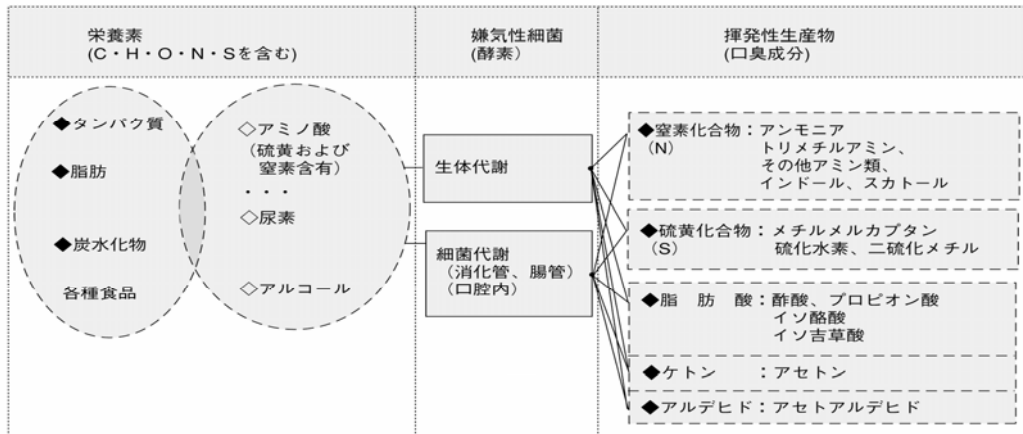 栄養素
(C・H・O・N・Sを含む)
嫌気性細菌
(酵素)
揮発性生産物
(口臭成分)
◆タンパク質
◆脂肪
◆炭水化物
各種食品
◇アミノ酸
(硫黄および
窒素含有)
・・・
◇尿素
◇アルコール
生体代謝
細菌代謝
(消化管、腸管)
(口腔内)
◆窒素化合物：アンモニア
(N)　トリメチルアミン、
その他アミン類、
インドール、スカトール
◆硫黄化合物：メチルメルカプタン
(S)　硫化水素、二硫化メチル
◆脂　肪　酸：酢酸、プロピオン酸
イソ酪酸
イソ吉草酸
◆ケトン　　：アセトン
◆アルデヒド：アセトアルデヒド